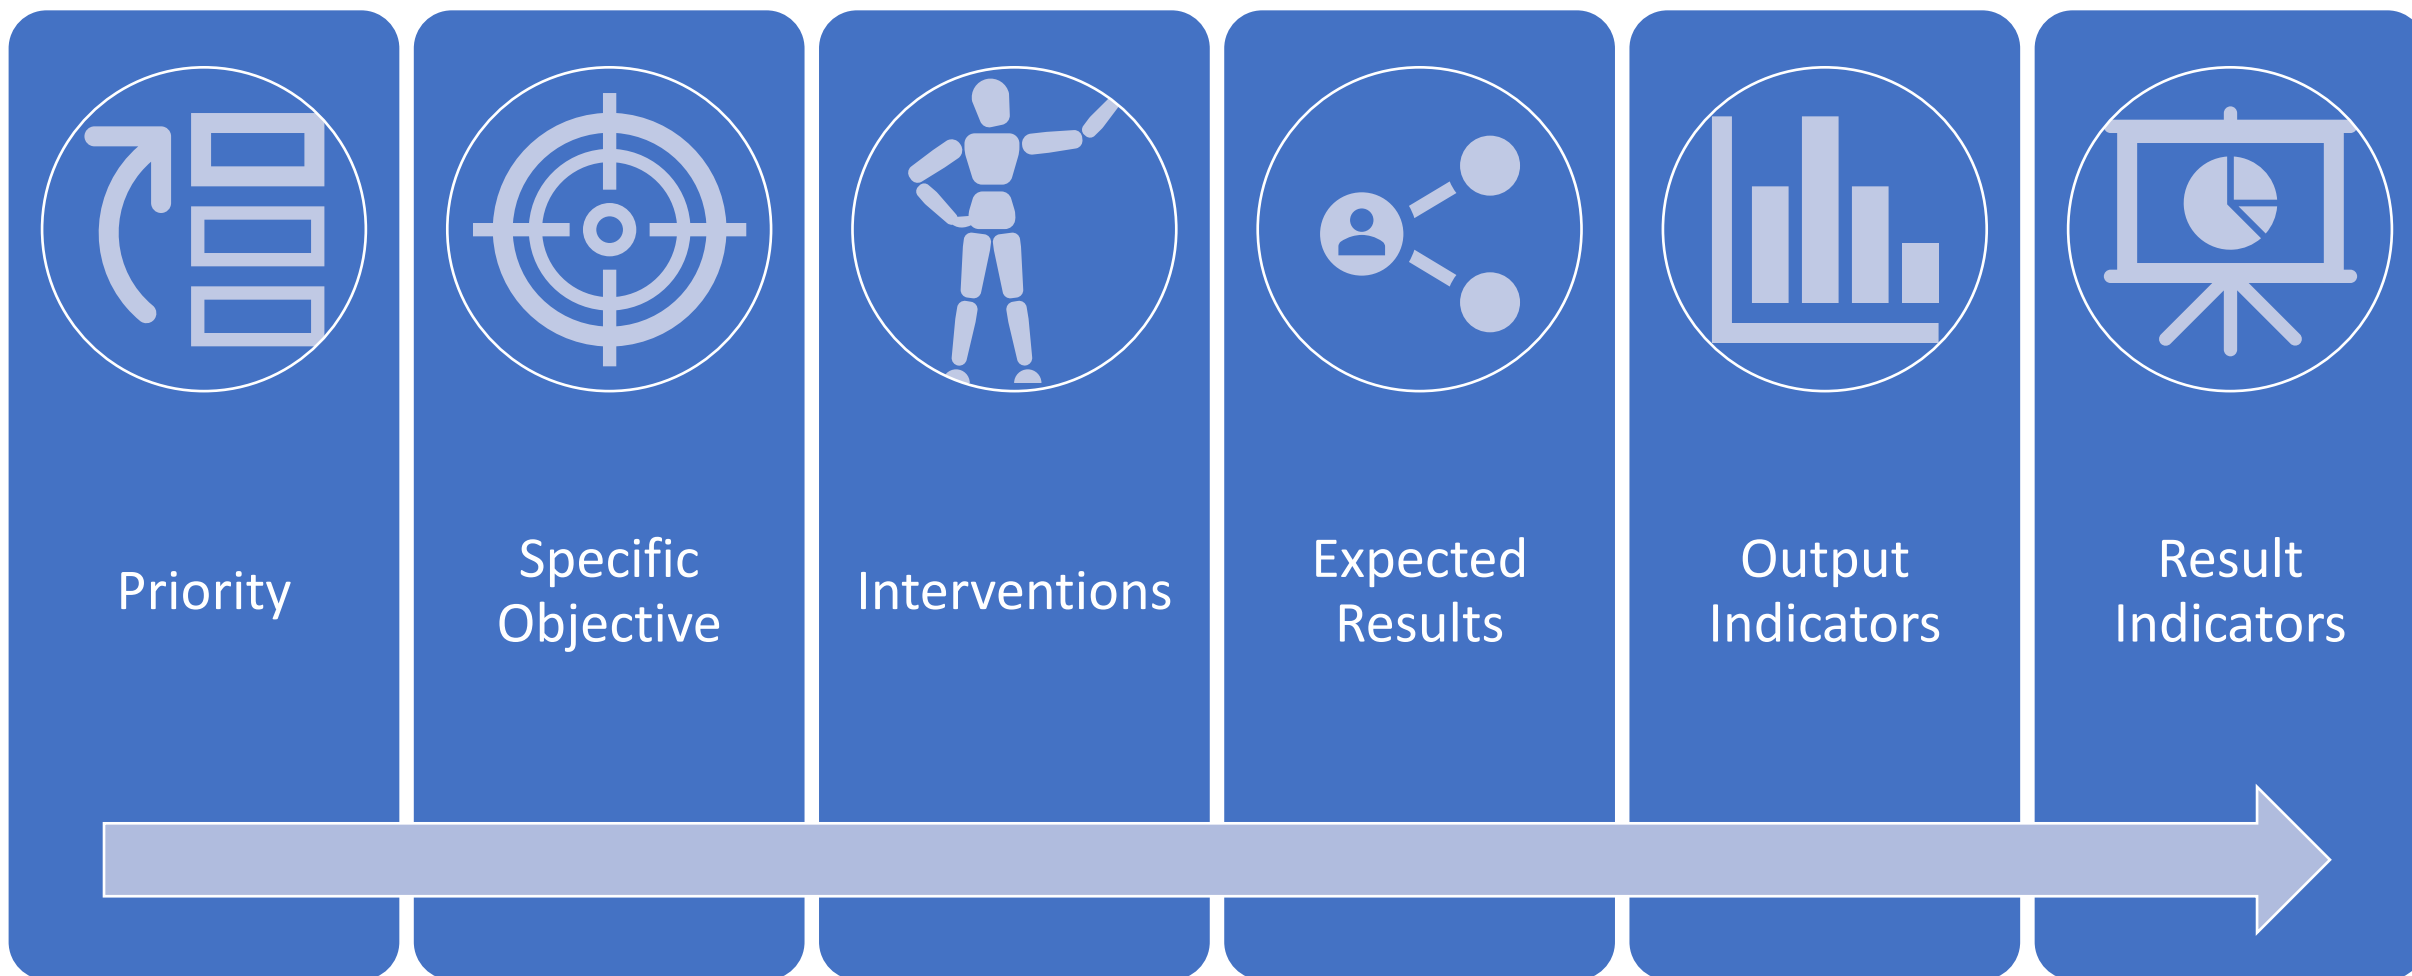 Priority
Specific
Objective
Interventions
Expected
Results
Output
Indicators
Result
Indicators